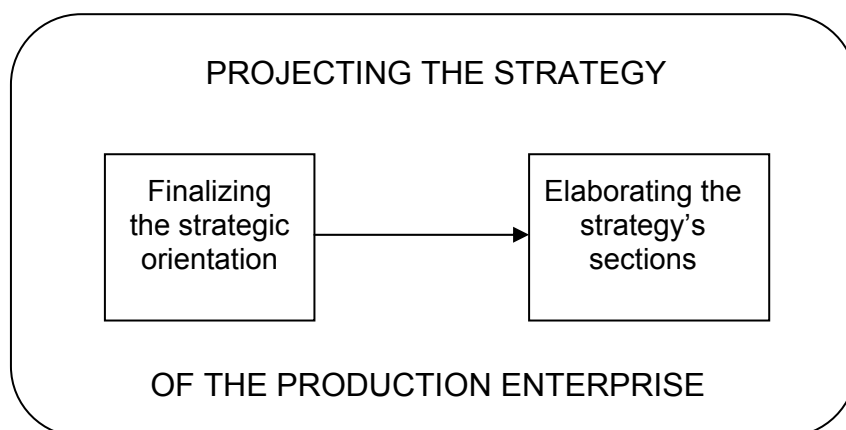 PROJECTING THE STRATEGY
Finalizing
the strategic
orientation
Elaborating the
strategy's
sections
OF THE PRODUCTION ENTERPRISE